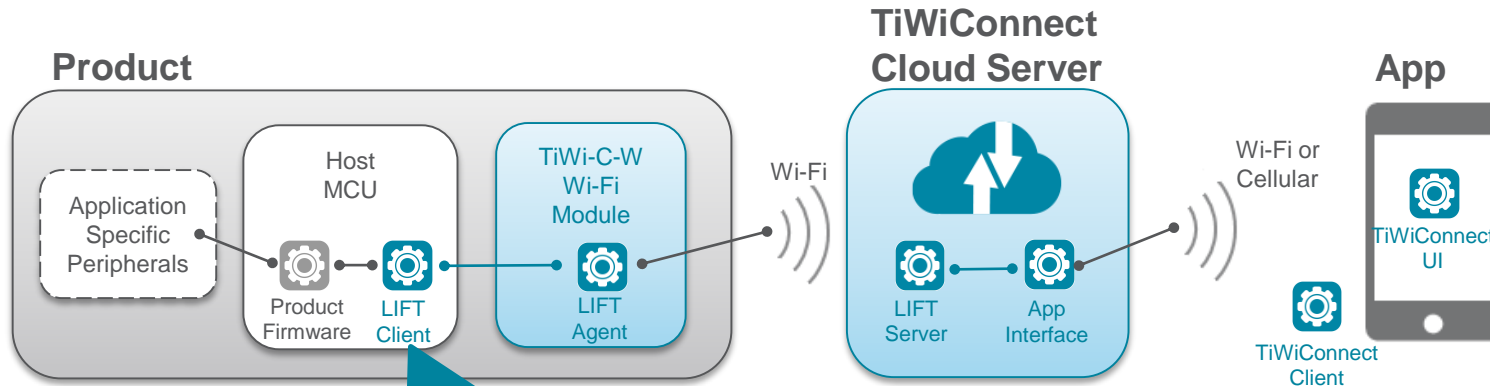 Product
TiWiConnect
Cloud Server
App
Application
Specific
Peripherals
Host
MCU
Product
Firmware
LIFT
Client
TiWi-C-W
Wi-Fi
Module
LIFT
Agent
Wi-Fi
LIFT
Server
App
Interface
Wi-Fi or
Cellular
TiWiConnect
UI
TiWiConnect
Client